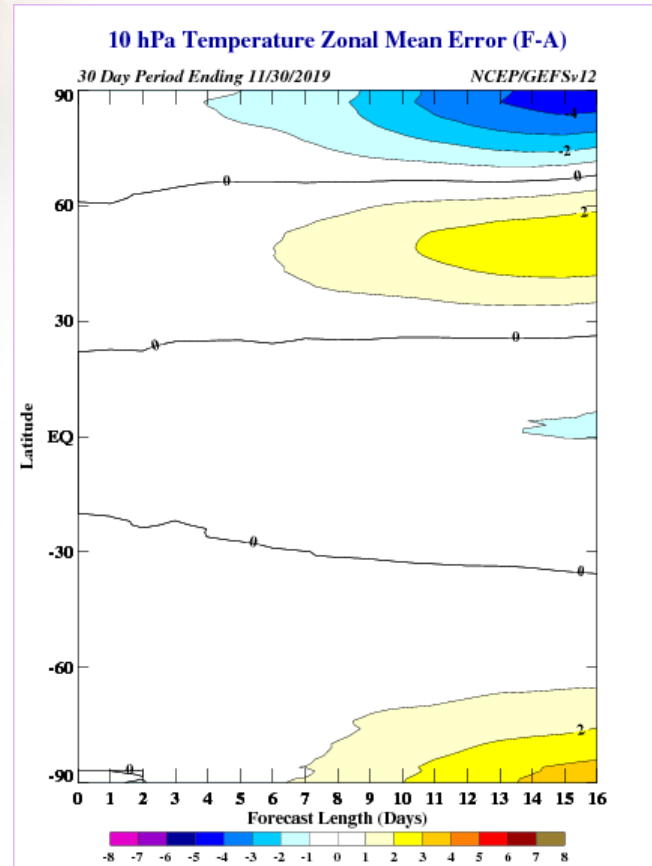 10 hPa Temperature Zonal Mean Error (F-A)
30 Day Period Ending 11/30/2019 NCEP/GEFSv12
90
60
30
EQ
-30
-60
-90
Latitude
-4
-2
0
0
2
0
0
0
0
2
0
0 1 2 3 4 5 6 7 8 9 10 11 12 13 14 15 16
Forecast Length (Days)
-8 -7 -6 -5 -4 -3 -2 -1 0 1 2 3 4 5 6 7 8